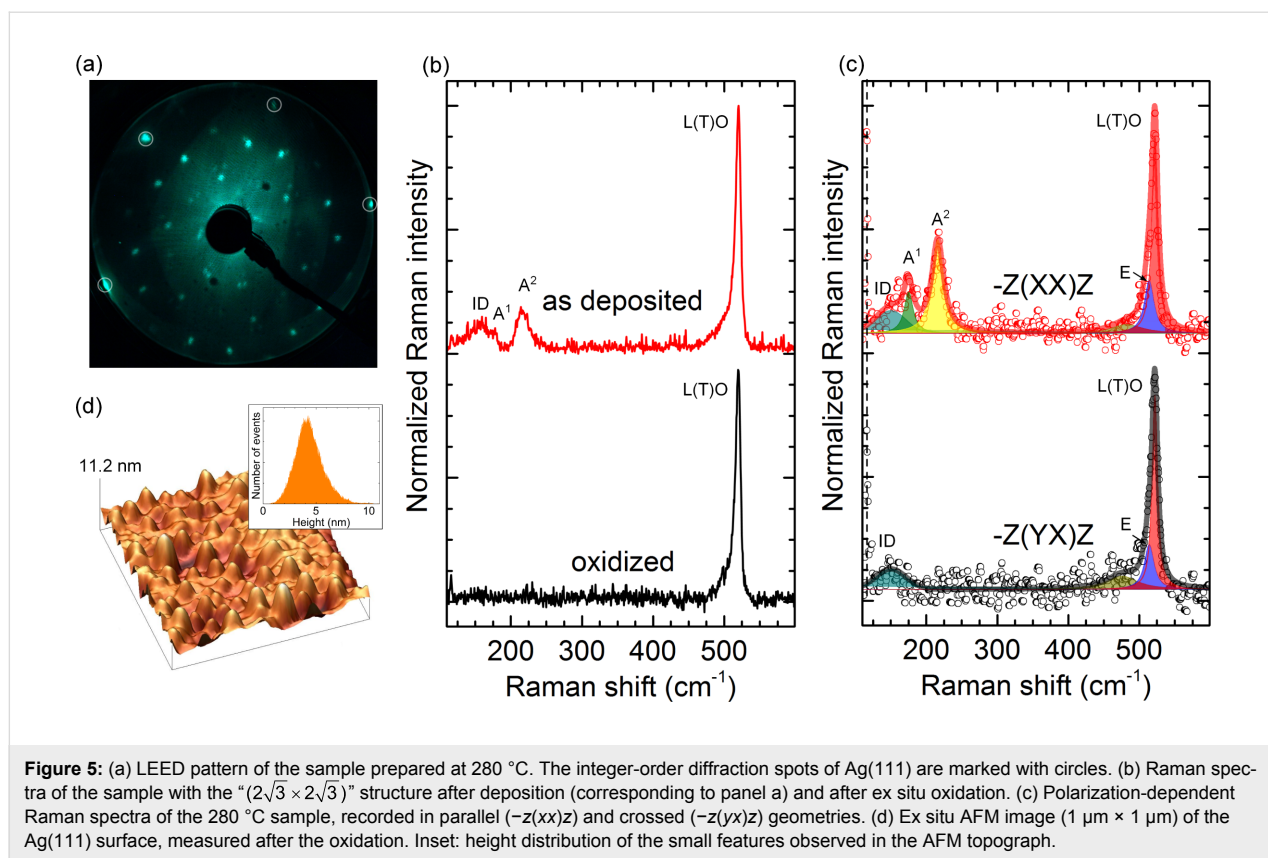 (a)
(b)
L(T)O
ID
A¹
A²
as deposited
L(T)O
oxidized
Normalized Raman intensity
200 300 400 500
Raman shift (cm⁻¹)
(c)
L(T)O
A²
A¹
ID
E
-Z(XX)Z
L(T)O
E
ID
-Z(YX)Z
Normalized Raman intensity
200 300 400 500
Raman shift (cm⁻¹)
(d)
11.2 nm
Number of events
0 5 10
Height (nm)
Figure 5: (a) LEED pattern of the sample prepared at 280 °C. The integer-order diffraction spots of Ag(111) are marked with circles. (b) Raman spec-
tra of the sample with the “(2√3 × 2√3)” structure after deposition (corresponding to panel a) and after ex situ oxidation. (c) Polarization-dependent
Raman spectra of the 280 °C sample, recorded in parallel (−z(xx)z) and crossed (−z(yx)z) geometries. (d) Ex situ AFM image (1 µm × 1 µm) of the
Ag(111) surface, measured after the oxidation. Inset: height distribution of the small features observed in the AFM topograph.